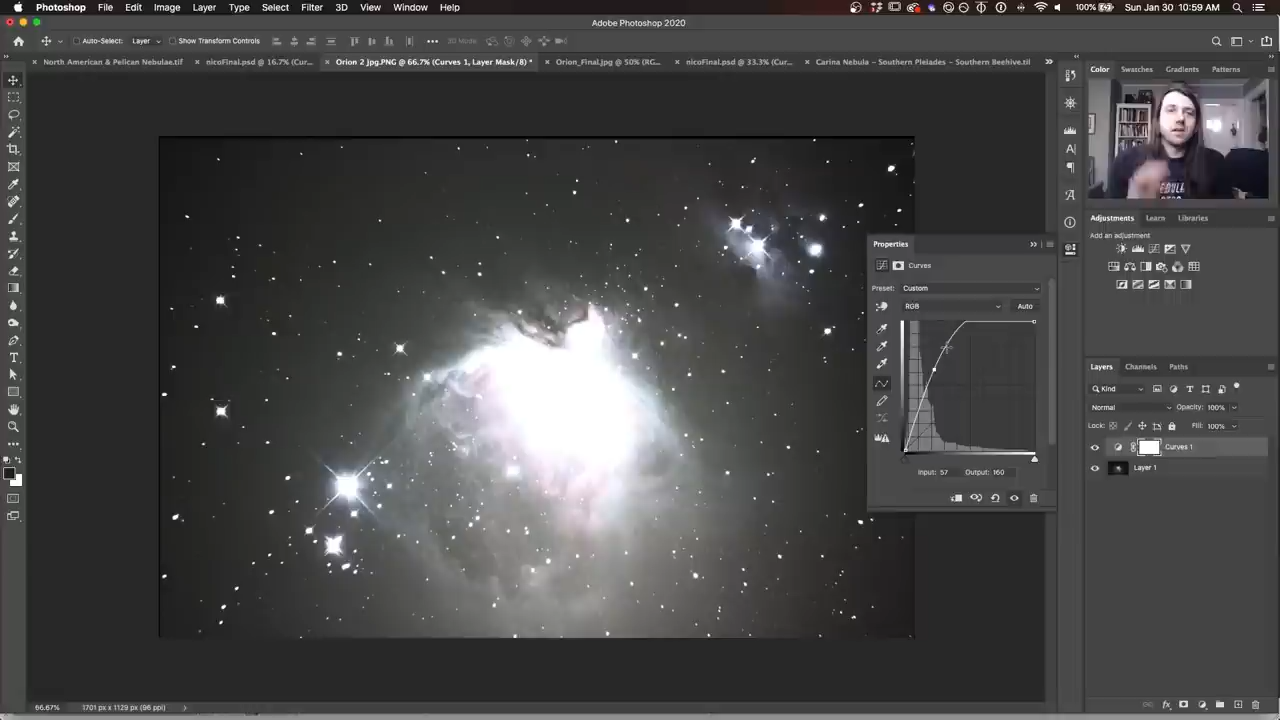 Photoshop File Edit Image Layer Type Select Filter 3D View Window Help
100% Sun Jan 30 10:59 AM
Adobe Photoshop 2020
Auto-Select: Layer Show Transform Controls 3D Mode:
North American & Pelican Nebulae.tif
nicoFinal.psd @ 16.7% (Cur...
Orion 2 jpg.PNG @ 66.7% (Curves 1, Layer Mask/8) *
Orion_Final.jpg @ 50% (RG...
nicoFinal.psd @ 33.3% (Cur...
Carina Nebula – Southern Pleiades – Southern Beehive.tif
Color Swatches Gradients Patterns
Adjustments Learn Libraries
Add an adjustment
Properties
Curves
Preset: Custom
RGB Auto
Input: 57 Output: 160
Layers Channels Paths
Kind
Normal Opacity: 100%
Lock: Fill: 100%
Curves 1
Layer 1
66.67% 1701 px x 1129 px (96 ppi)